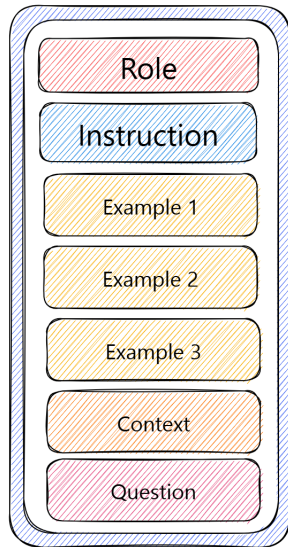 Role
Instruction
Example 1
Example 2
Example 3
Context
Question